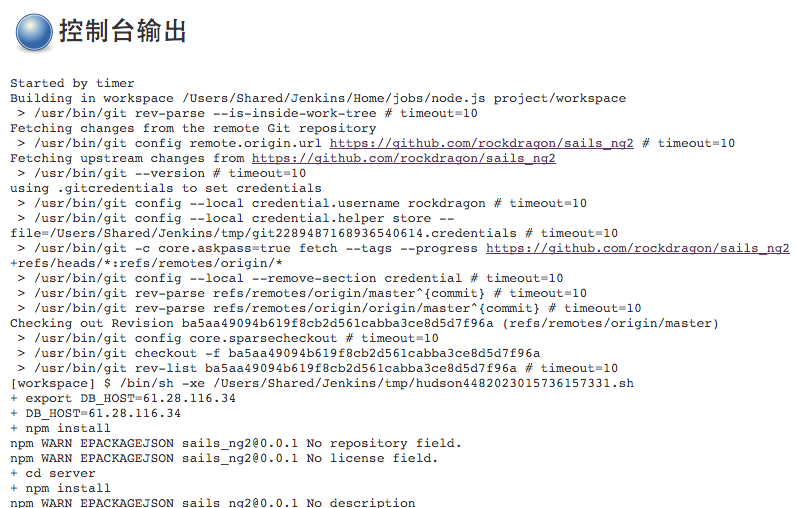 控制台输出
Started by timer
Building in workspace /Users/Shared/Jenkins/Home/jobs/node.js project/workspace
> /usr/bin/git rev-parse --is-inside-work-tree # timeout=10
Fetching changes from the remote Git repository
> /usr/bin/git config remote.origin.url https://github.com/rockdragon/sails_ng2 # timeout=10
Fetching upstream changes from https://github.com/rockdragon/sails_ng2
> /usr/bin/git --version # timeout=10
using .gitcredentials to set credentials
> /usr/bin/git config --local credential.username rockdragon # timeout=10
> /usr/bin/git config --local credential.helper store --
file=/Users/Shared/Jenkins/tmp/git2289487168936540614.credentials # timeout=10
> /usr/bin/git -c core.askpass=true fetch --tags --progress https://github.com/rockdragon/sails_ng2
+refs/heads/*:refs/remotes/origin/*
> /usr/bin/git config --local --remove-section credential # timeout=10
> /usr/bin/git rev-parse refs/remotes/origin/master^{commit} # timeout=10
> /usr/bin/git rev-parse refs/remotes/origin/origin/master^{commit} # timeout=10
Checking out Revision ba5aa49094b619f8cb2d561cabba3ce8d5d7f96a (refs/remotes/origin/master)
> /usr/bin/git config core.sparsecheckout # timeout=10
> /usr/bin/git checkout -f ba5aa49094b619f8cb2d561cabba3ce8d5d7f96a
> /usr/bin/git rev-list ba5aa49094b619f8cb2d561cabba3ce8d5d7f96a # timeout=10
[workspace] $ /bin/sh -xe /Users/Shared/Jenkins/tmp/hudson4482023015736157331.sh
+ export DB_HOST=61.28.116.34
+ DB_HOST=61.28.116.34
+ npm install
npm WARN EPACKAGEJSON sails_ng2@0.0.1 No repository field.
npm WARN EPACKAGEJSON sails_ng2@0.0.1 No license field.
+ cd server
+ npm install
npm WARN EPACKAGEJSON sails_ng2@0.0.1 No description